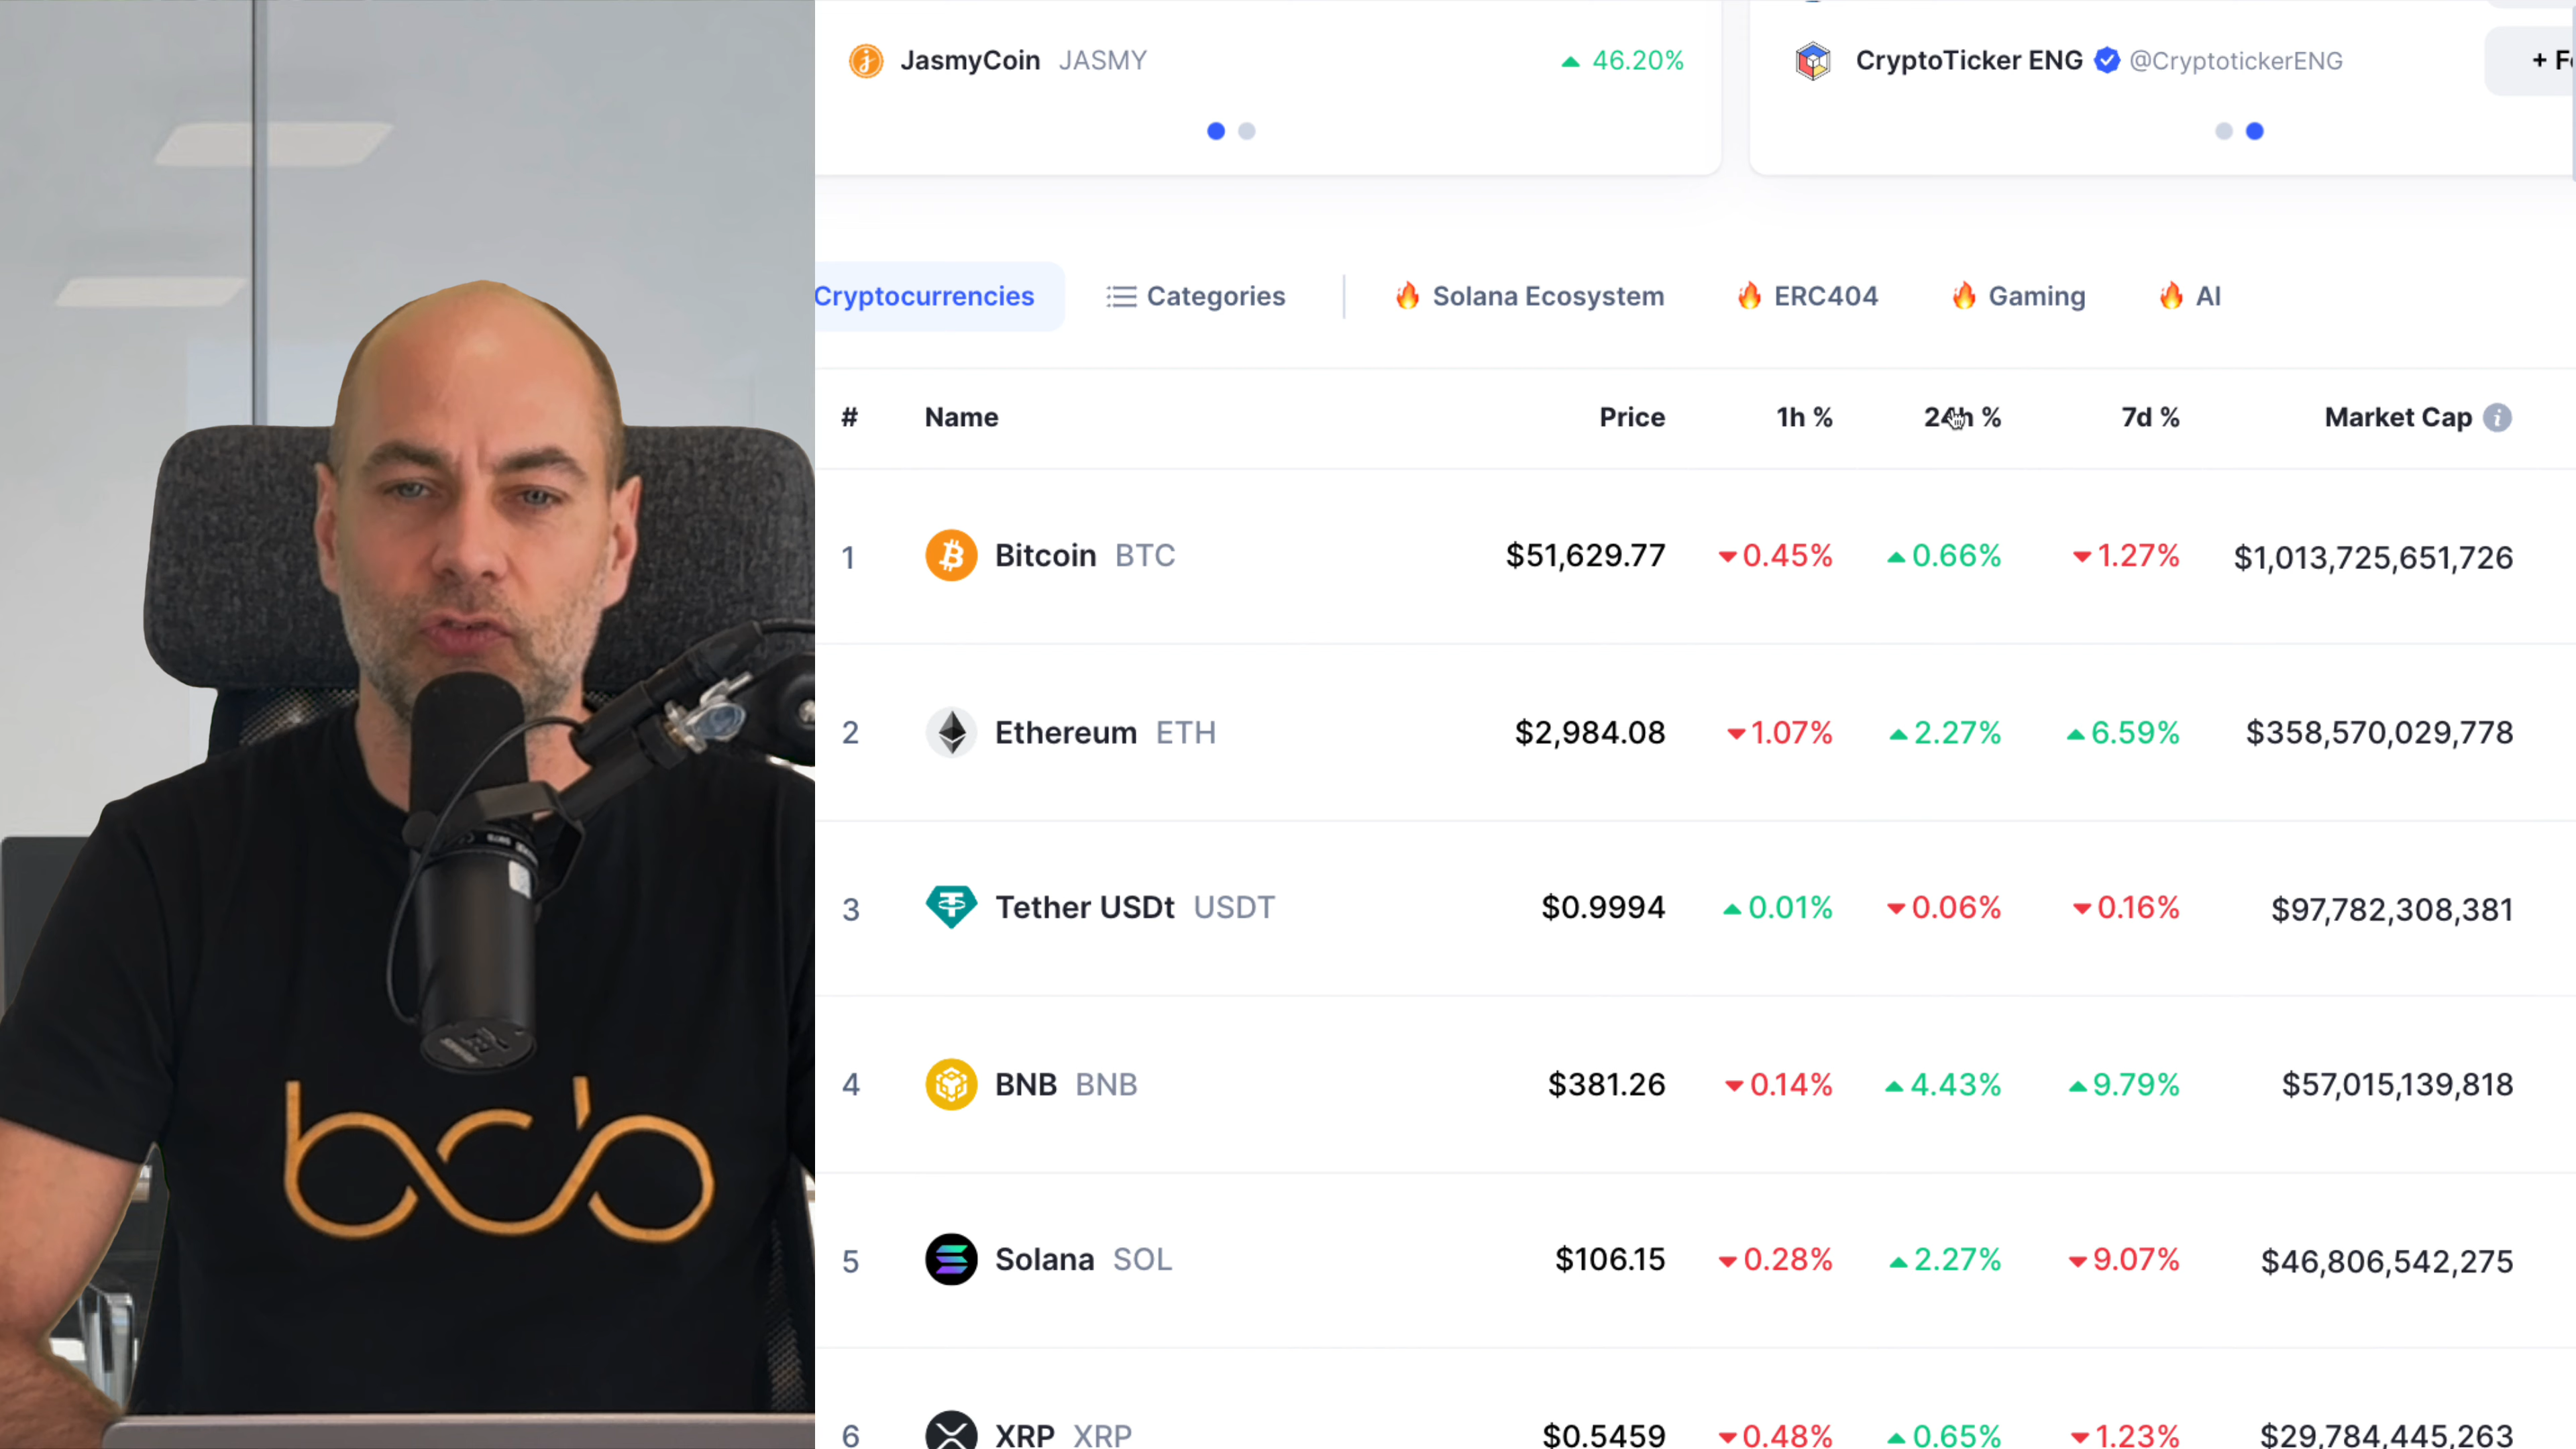 JasmyCoin JASMY 46.20%
CryptoTicker ENG @CryptotickerENG + F
Cryptocurrencies Categories Solana Ecosystem ERC404 Gaming AI
# Name Price 1h % 24h % 7d % Market Cap
1 Bitcoin BTC $51,629.77 0.45% 0.66% 1.27% $1,013,725,651,726
2 Ethereum ETH $2,984.08 1.07% 2.27% 6.59% $358,570,029,778
3 Tether USDt USDT $0.9994 0.01% 0.06% 0.16% $97,782,308,381
4 BNB BNB $381.26 0.14% 4.43% 9.79% $57,015,139,818
5 Solana SOL $106.15 0.28% 2.27% 9.07% $46,806,542,275
6 XRP XRP $0.5459 0.48% 0.65% 1.23% $29,784,445,263
bcb